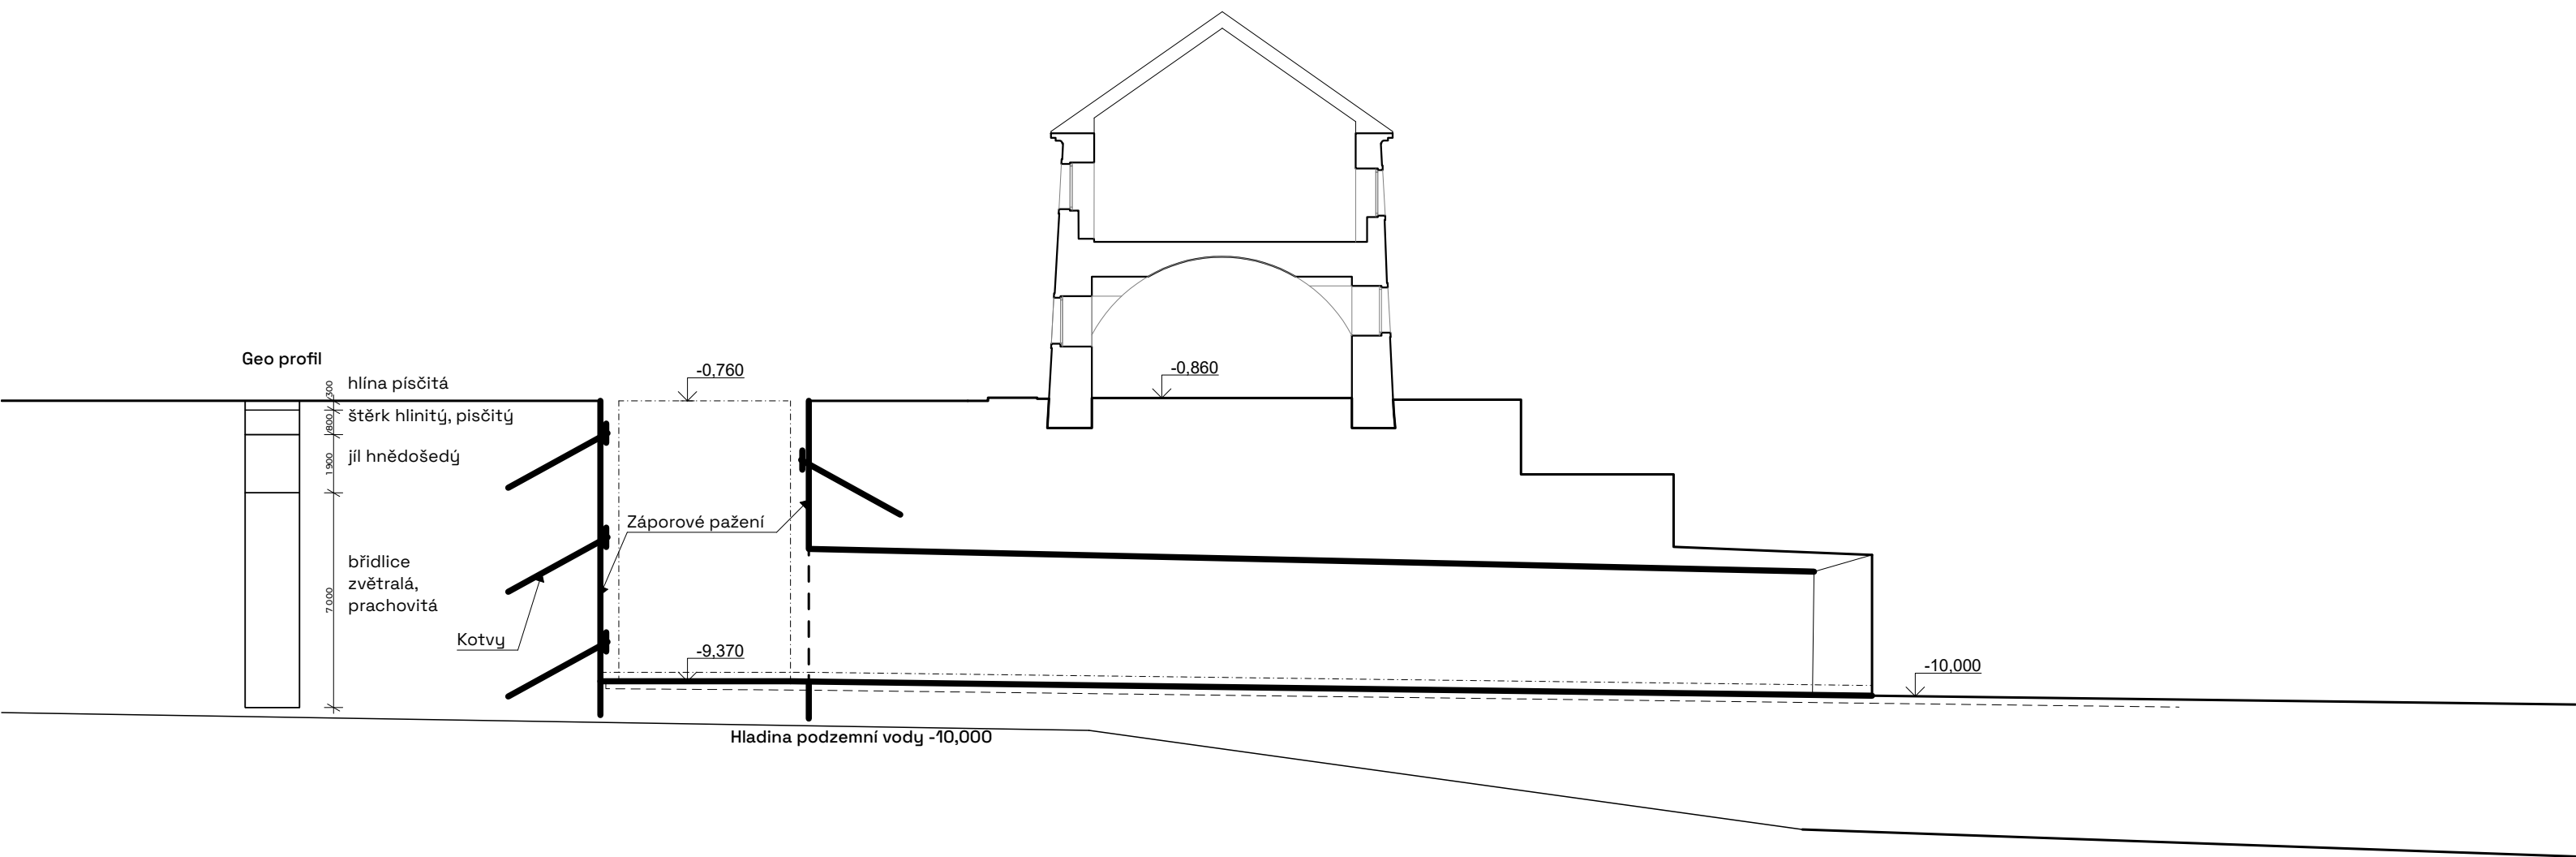 Geo profil
300
hlína písčitá
800
štěrk hlinitý, pisčitý
1 900
jíl hnědošedý
7 000
břidlice
zvětralá,
prachovitá
Kotvy
-0,760
Záporové pažení
-9,370
-0,860
-10,000
Hladina podzemní vody -10,000